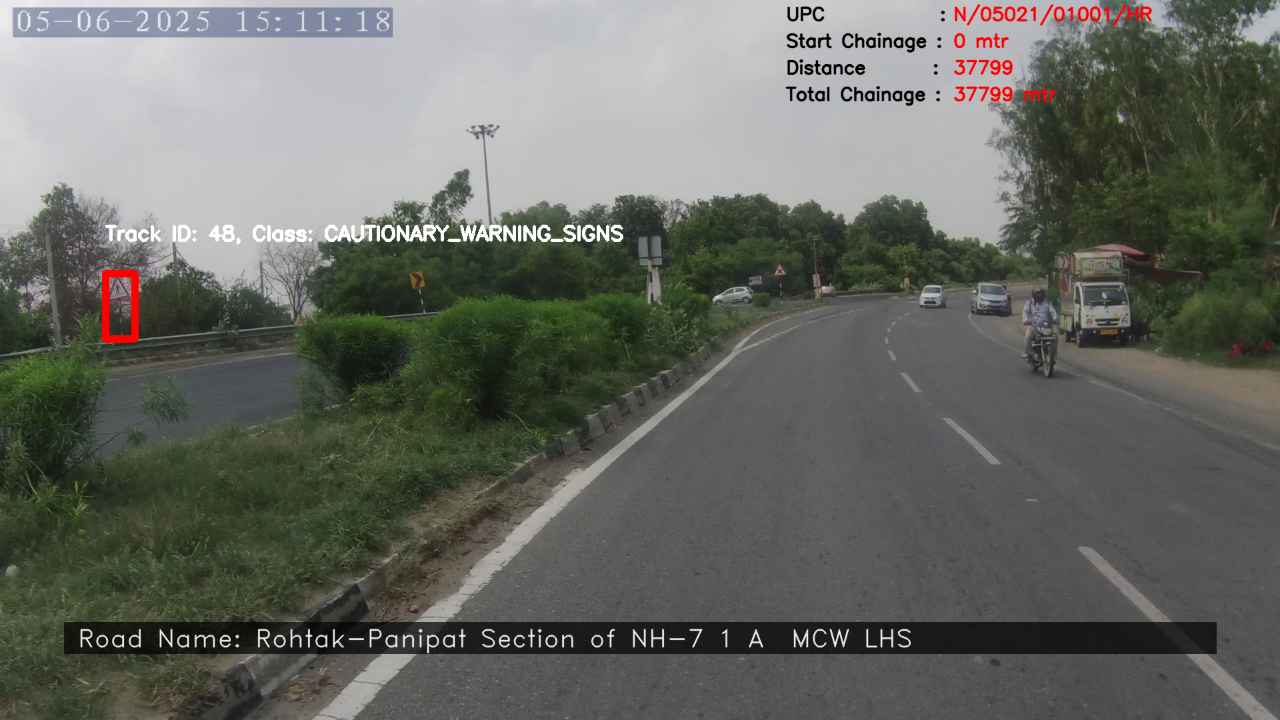 05-06-2025 15:11:18
UPC : N/05021/01001/HR
Start Chainage : 0 mtr
Distance : 37799
Total Chainage : 37799 mtr
Track ID: 48, Class: CAUTIONARY_WARNING_SIGNS
Road Name: Rohtak-Panipat Section of NH-7 1 A MCW LHS